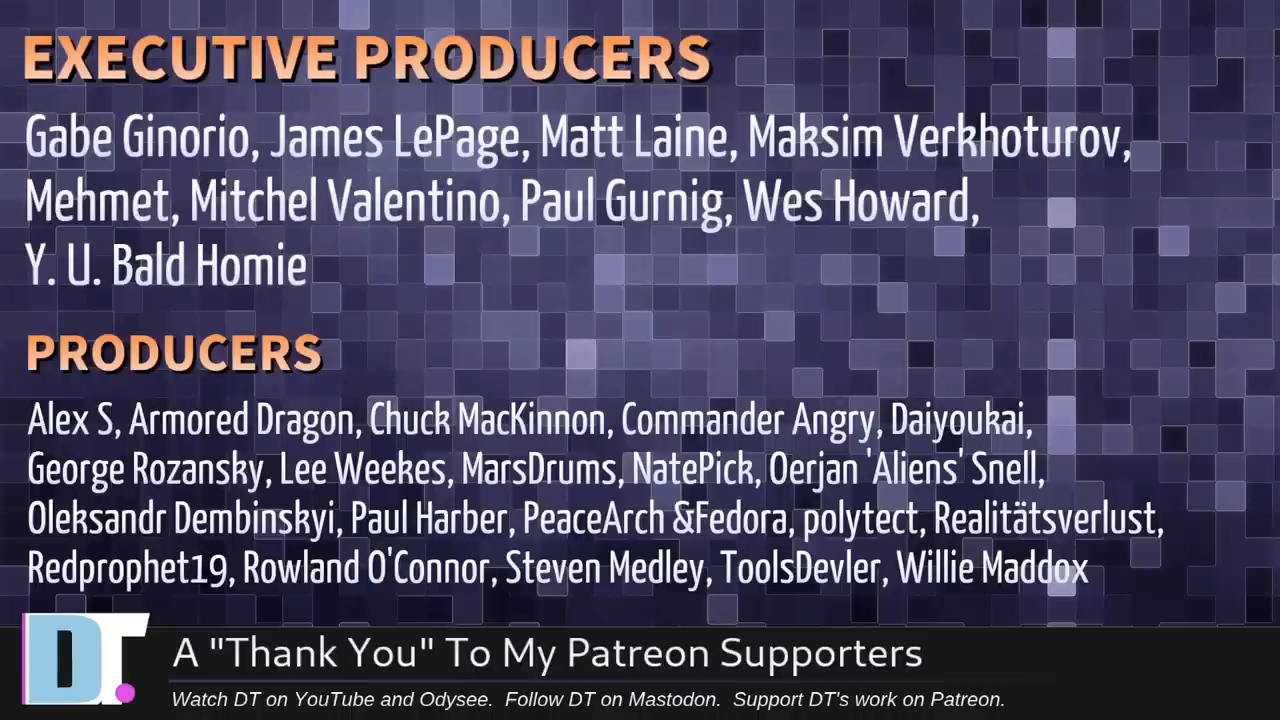 EXECUTIVE PRODUCERS
Gabe Ginorio, James LePage, Matt Laine, Maksim Verkhoturov,
Mehmet, Mitchel Valentino, Paul Gurnig, Wes Howard,
Y. U. Bald Homie
PRODUCERS
Alex S, Armored Dragon, Chuck MacKinnon, Commander Angry, Daiyoukai,
George Rozansky, Lee Weekes, MarsDrums, NatePick, Oerjan 'Aliens' Snell,
Oleksandr Dembinskyi, Paul Harber, PeaceArch &Fedora, polytect, Realitätsverlust,
Redprophet19, Rowland O'Connor, Steven Medley, ToolsDevler, Willie Maddox
DT.
A "Thank You" To My Patreon Supporters
Watch DT on YouTube and Odysee. Follow DT on Mastodon. Support DT's work on Patreon.